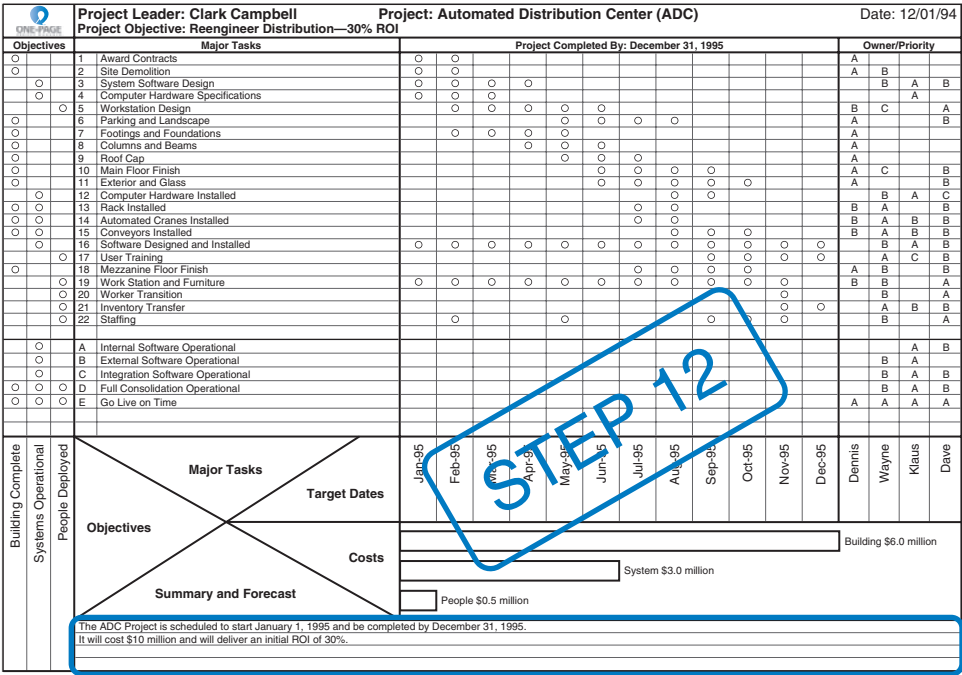 ONE-PAGE
Project Leader: Clark Campbell Project: Automated Distribution Center (ADC) Date: 12/01/94
Project Objective: Reengineer Distribution—30% ROI
Objectives Major Tasks Project Completed By: December 31, 1995 Owner/Priority
1 Award Contracts A
2 Site Demolition A B
3 System Software Design B A B
4 Computer Hardware Specifications A
5 Workstation Design B C A
6 Parking and Landscape A B
7 Footings and Foundations A
8 Columns and Beams A
9 Roof Cap A
10 Main Floor Finish A C B
11 Exterior and Glass A B
12 Computer Hardware Installed B A C
13 Rack Installed B A B
14 Automated Cranes Installed B A B B
15 Conveyors Installed B A B B
16 Software Designed and Installed B A B
17 User Training A C B
18 Mezzanine Floor Finish A B B
19 Work Station and Furniture B B A
20 Worker Transition B A
21 Inventory Transfer A B B
22 Staffing B A
A Internal Software Operational A B
B External Software Operational B A
C Integration Software Operational B A B
D Full Consolidation Operational B A B
E Go Live on Time A A A A
Building Complete
Systems Operational
People Deployed
Major Tasks
Target Dates
Objectives
Costs
Summary and Forecast
Jan-95
Feb-95
Mar-95
Apr-95
May-95
Jun-95
Jul-95
Aug-95
Sep-95
Oct-95
Nov-95
Dec-95
Dennis
Wayne
Klaus
Dave
STEP 12
Building $6.0 million
System $3.0 million
People $0.5 million
The ADC Project is scheduled to start January 1, 1995 and be completed by December 31, 1995.
It will cost $10 million and will deliver an initial ROI of 30%.